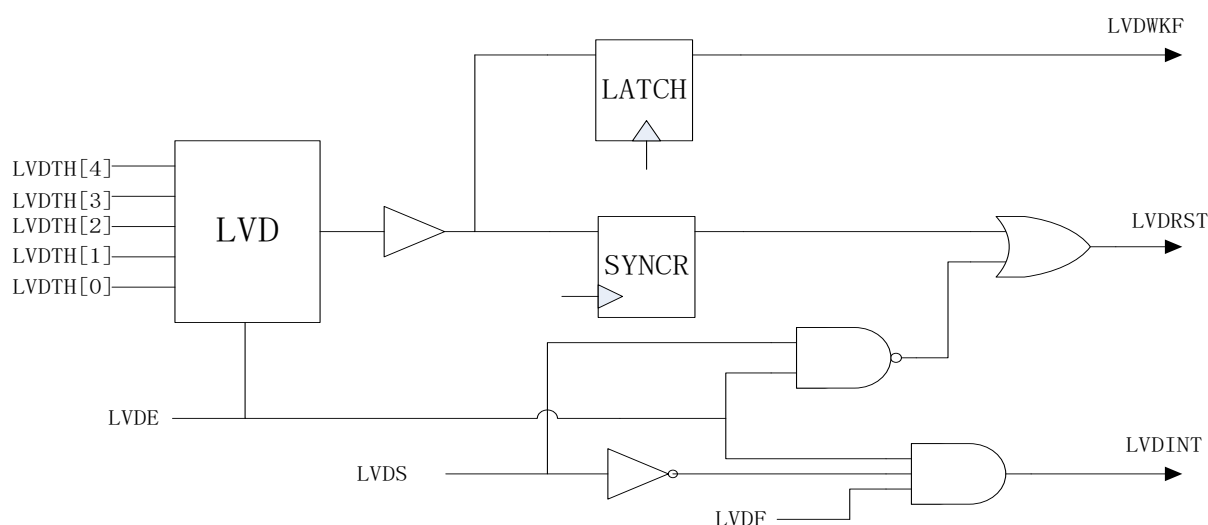 LVDWKF
LATCH
LVDTH[4]
LVDTH[3]
LVDTH[2]
LVDTH[1]
LVDTH[0]
LVD
SYNCR
LVDRST
LVDE
LVDS
LVDINT
LVDF